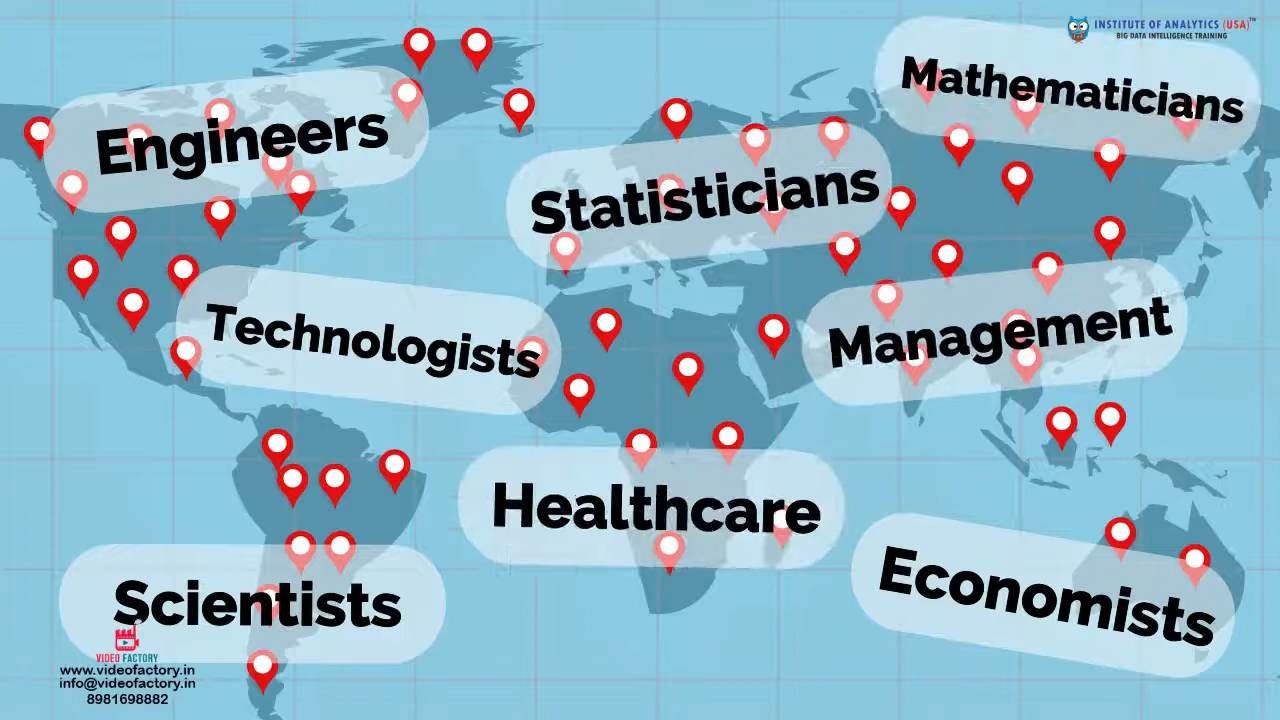 INSTITUTE OF ANALYTICS (USA)™
BIG DATA INTELLIGENCE TRAINING
Mathematicians
Engineers
Statisticians
Technologists
Management
Healthcare
Economists
Scientists
VIDEO FACTORY
www.videofactory.in
info@videofactory.in
8981698882